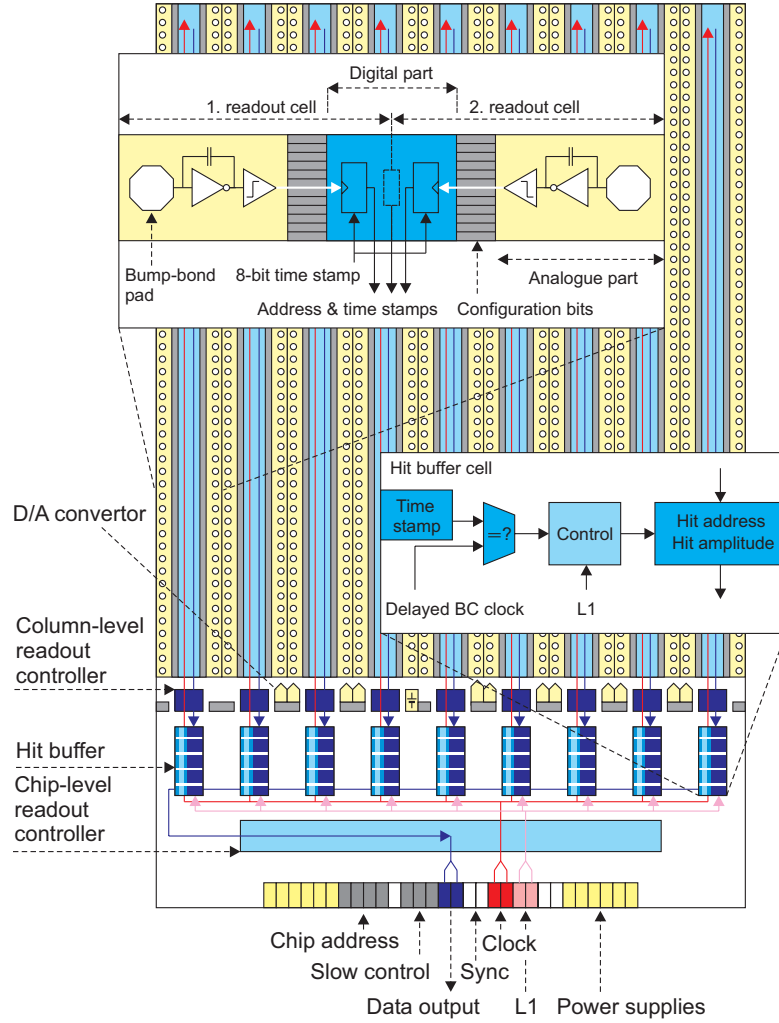 Digital part
1. readout cell
2. readout cell
Bump-bond
pad
8-bit time stamp
Analogue part
Address & time stamps
Configuration bits
Hit buffer cell
Time
stamp
=?
Control
Hit address
Hit amplitude
Delayed BC clock
L1
D/A convertor
Column-level
readout
controller
Hit buffer
Chip-level
readout
controller
Chip address
Clock
Slow control
Sync
Data output
L1
Power supplies